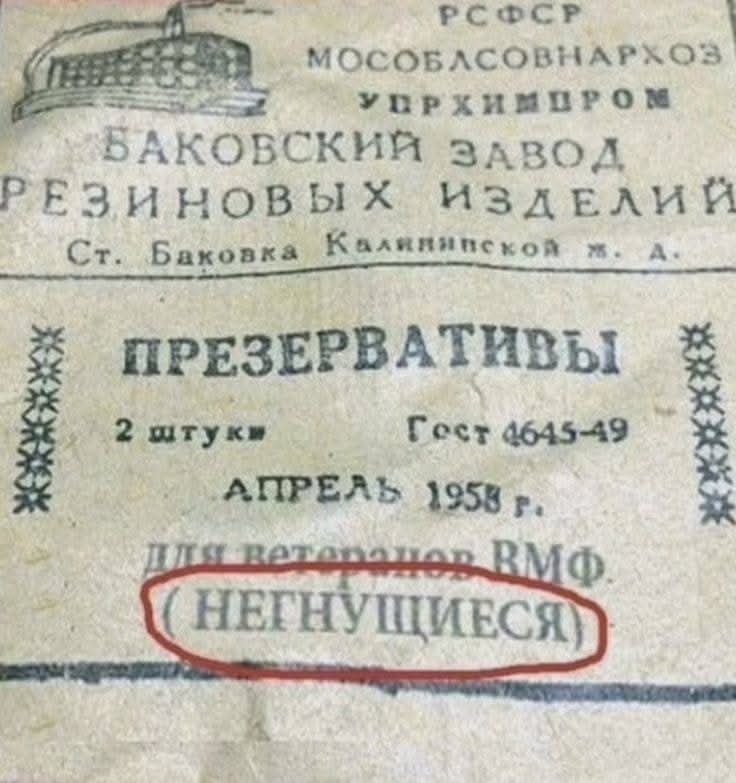 РСФСР
МОСОБЛСОВНАРХОЗ
УПРХИМПРОМ
БАКОВСКИЙ ЗАВОД
РЕЗИНОВЫХ ИЗДЕЛИЙ
Ст. Баковка Калининской ж. д.
ПРЕЗЕРВАТИВЫ
2 штуки Гост 4645-49
АПРЕЛЬ 1958 г.
для ветеранов ВМФ
( НЕГНУЩИЕСЯ)